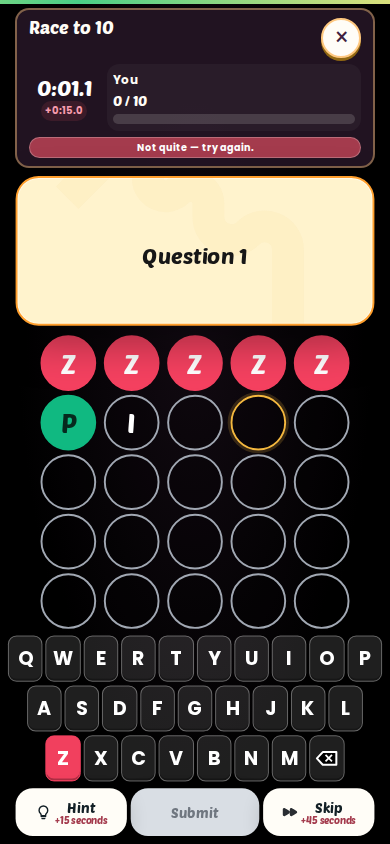 Race to 10
×
0:01.1
+0:15.0
You
0 / 10
Not quite — try again.
Question 1
Z Z Z Z Z
P I
Q W E R T Y U I O P
A S D F G H J K L
Z X C V B N M
Hint
+15 seconds
Submit
Skip
+45 seconds